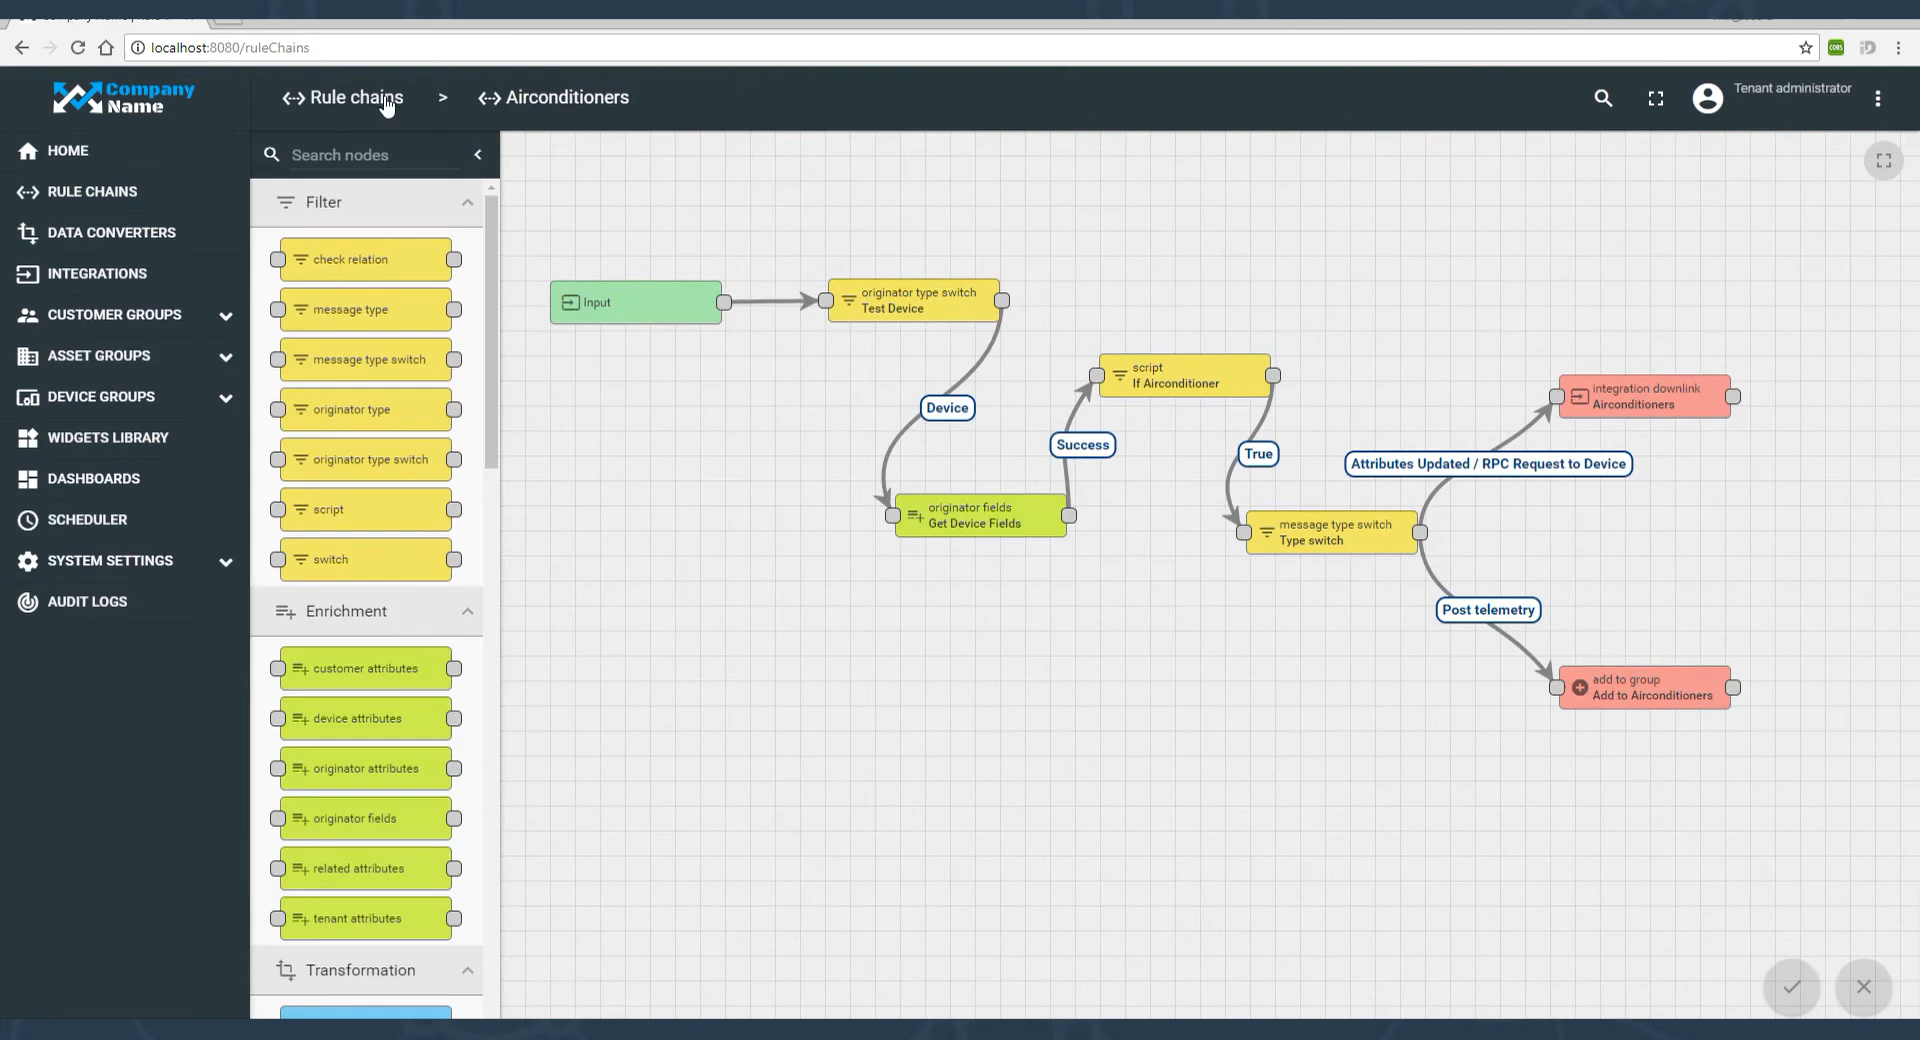 localhost:8080/ruleChains
Company
Name
Rule chains
>
Airconditioners
Tenant administrator
HOME
RULE CHAINS
DATA CONVERTERS
INTEGRATIONS
CUSTOMER GROUPS
ASSET GROUPS
DEVICE GROUPS
WIDGETS LIBRARY
DASHBOARDS
SCHEDULER
SYSTEM SETTINGS
AUDIT LOGS
Search nodes
Filter
check relation
message type
message type switch
originator type
originator type switch
script
switch
Enrichment
customer attributes
device attributes
originator attributes
originator fields
related attributes
tenant attributes
Transformation
Input
originator type switch
Test Device
Device
originator fields
Get Device Fields
Success
script
If Airconditioner
True
message type switch
Type switch
Attributes Updated / RPC Request to Device
integration downlink
Airconditioners
Post telemetry
add to group
Add to Airconditioners